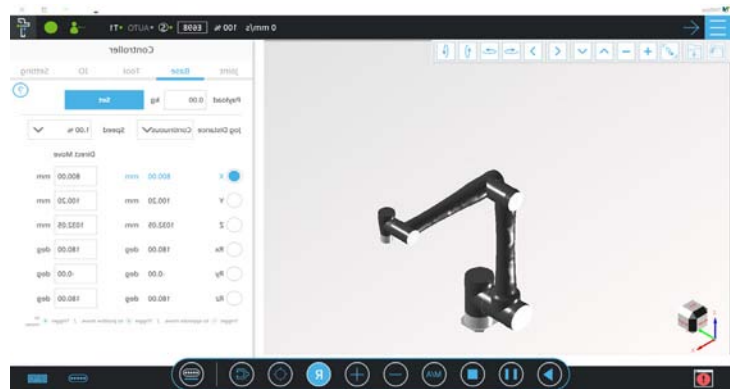 0 mm/s 100 % AUTO T1
Controller
Joint Base Tool IO Setting
Payload 0.00 kg Set ?
Jog Distance Continuous Speed 1.00 %
Direct Move
X 800.00 mm 800.00 mm
Y 100.20 mm 100.20 mm
Z 1032.05 mm 1032.05 mm
Rx 180.00 deg 180.00 deg
Ry -0.00 deg -0.00 deg
Rz 180.00 deg 180.00 deg
M/A R